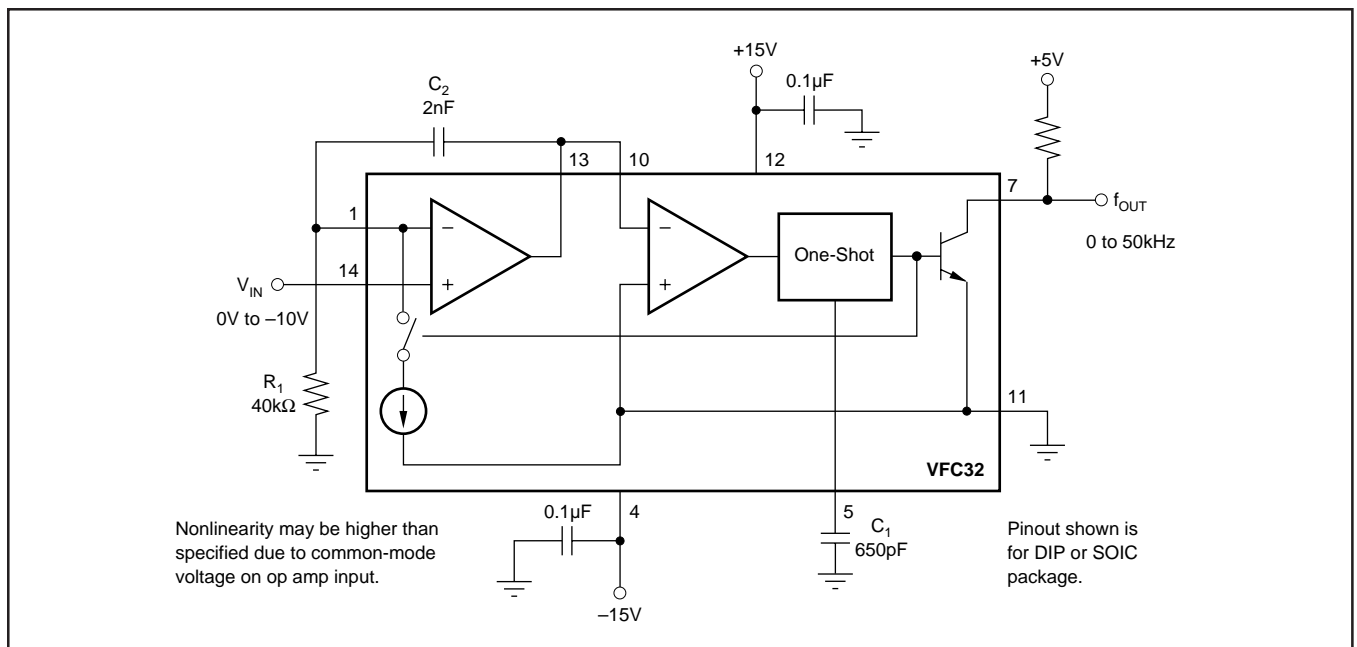 +15V
+5V
C2
2nF
0.1µF
13
10
12
7
1
–
–
fOUT
One-Shot
0 to 50kHz
14
VIN
+
+
0V to –10V
R1
40kΩ
11
VFC32
0.1µF
4
5
C1
650pF
Nonlinearity may be higher than
specified due to common-mode
voltage on op amp input.
Pinout shown is
for DIP or SOIC
package.
–15V